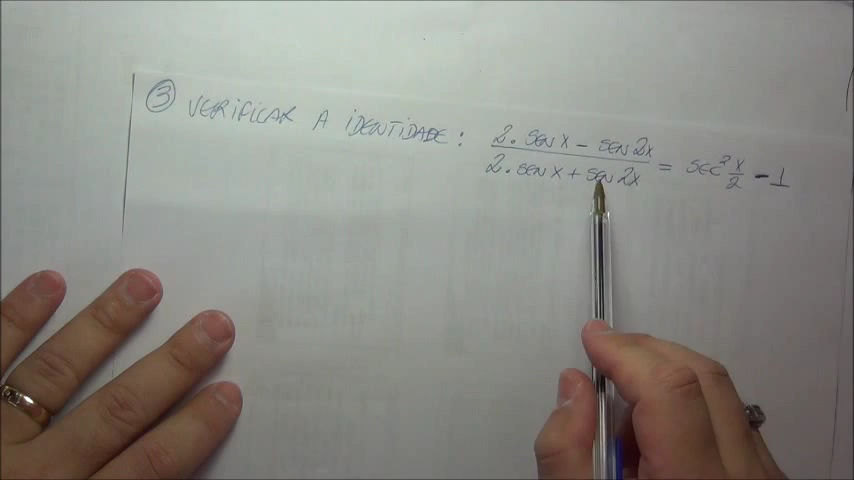 ③ VERIFICAR A IDENTIDADE: 2. SEN X - SEN 2X / 2. SEN X + SEN 2X = SEC² X/2 - 1